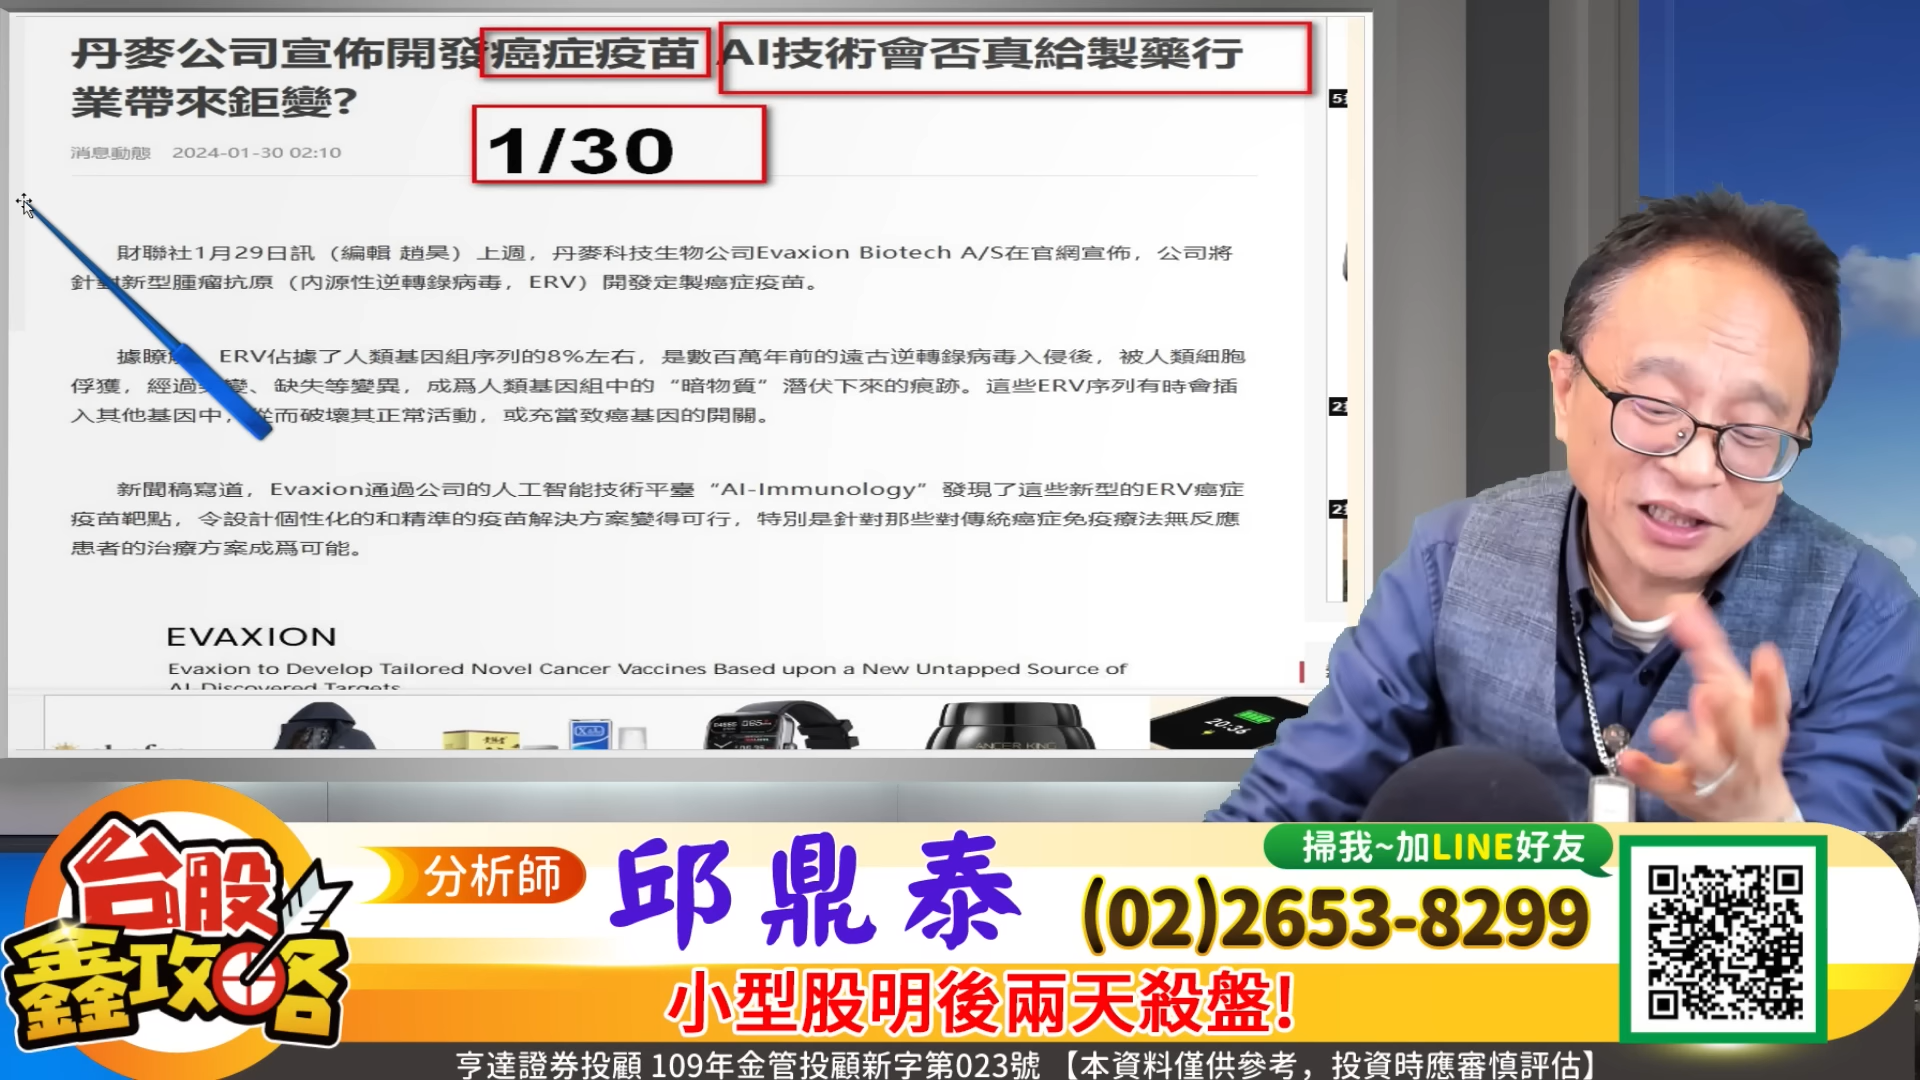 丹麥公司宣佈開發癌症疫苗 AI技術會否真給製藥行
業帶來鉅變?
消息動態 2024-01-30 02:10
1/30
財聯社1月29日訊（編輯 趙昊）上週，丹麥科技生物公司Evaxion Biotech A/S在官網宣佈，公司將
針對新型腫瘤抗原（內源性逆轉錄病毒，ERV）開發定製癌症疫苗。
據瞭解，ERV佔據了人類基因組序列的8%左右，是數百萬年前的遠古逆轉錄病毒入侵後，被人類細胞
俘獲，經過突變、缺失等變異，成爲人類基因組中的“暗物質”潛伏下來的痕跡。這些ERV序列有時會插
入其他基因中，從而破壞其正常活動，或充當致癌基因的開關。
新聞稿寫道，Evaxion通過公司的人工智能技術平臺“AI-Immunology”發現了這些新型的ERV癌症
疫苗靶點，令設計個性化的和精準的疫苗解決方案變得可行，特別是針對那些對傳統癌症免疫療法無反應
患者的治療方案成爲可能。
EVAXION
Evaxion to Develop Tailored Novel Cancer Vaccines Based upon a New Untapped Source of
AI-Discovered Targets
20:36
台股
鑫攻略
分析師
邱鼎泰
掃我~加LINE好友
(02)2653-8299
小型股明後兩天殺盤!
亨達證券投顧 109年金管投顧新字第023號 【本資料僅供參考，投資時應審慎評估】